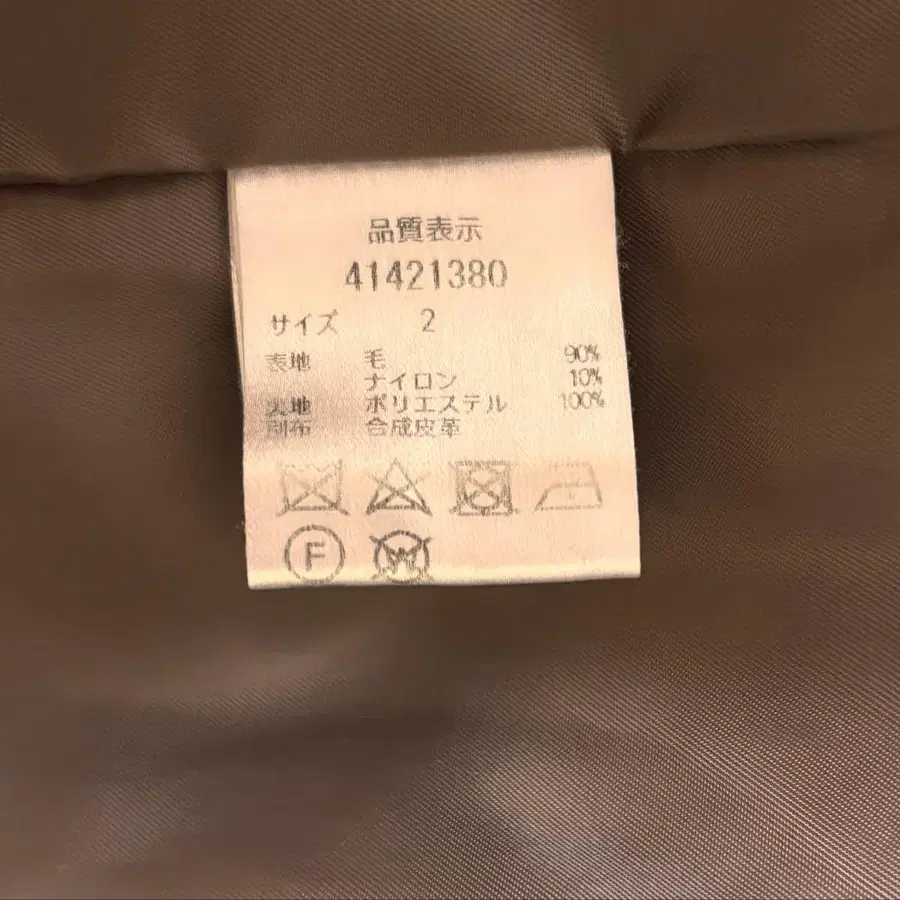 品質表示
41421380
サイズ 2
表地 毛 90%
ナイロン 10%
裏地 ポリエステル 100%
別布 合成皮革
F W